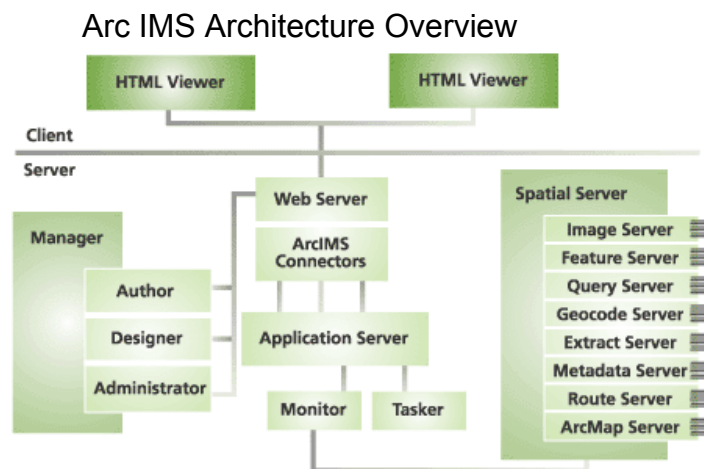 Arc IMS Architecture Overview
HTML Viewer
HTML Viewer
Client
Server
Manager
Author
Designer
Administrator
Web Server
ArcIMS
Connectors
Application Server
Monitor
Tasker
Spatial Server
Image Server
Feature Server
Query Server
Geocode Server
Extract Server
Metadata Server
Route Server
ArcMap Server